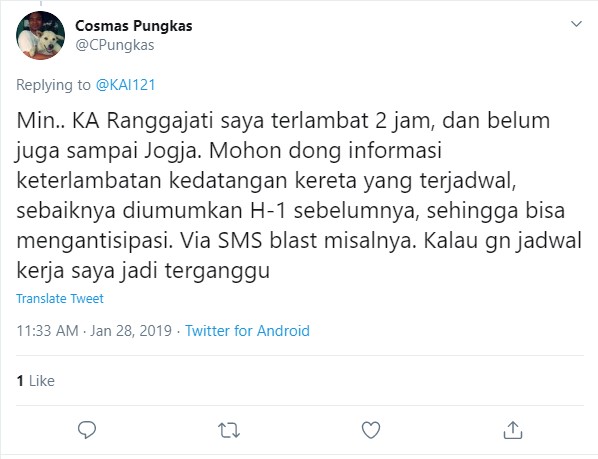 Cosmas Pungkas
@CPungkas
Replying to @KAI121
Min.. KA Ranggajati saya terlambat 2 jam, dan belum
juga sampai Jogja. Mohon dong informasi
keterlambatan kedatangan kereta yang terjadwal,
sebaiknya diumumkan H-1 sebelumnya, sehingga bisa
mengantisipasi. Via SMS blast misalnya. Kalau gn jadwal
kerja saya jadi terganggu
Translate Tweet
11:33 AM · Jan 28, 2019 · Twitter for Android
1 Like